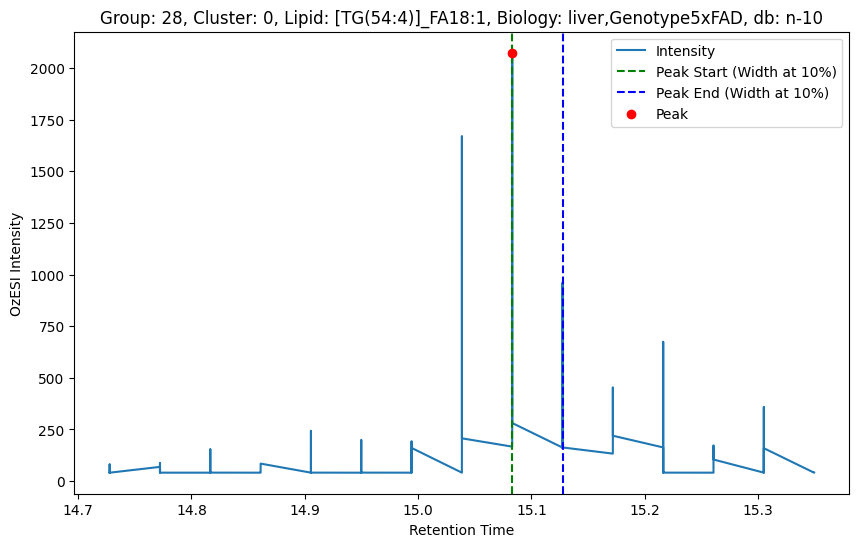 Group: 28, Cluster: 0, Lipid: [TG(54:4)]_FA18:1, Biology: liver,Genotype5xFAD, db: n-10
Intensity
Peak Start (Width at 10%)
Peak End (Width at 10%)
Peak
OzESI Intensity
2000
1750
1500
1250
1000
750
500
250
0
14.7 14.8 14.9 15.0 15.1 15.2 15.3
Retention Time